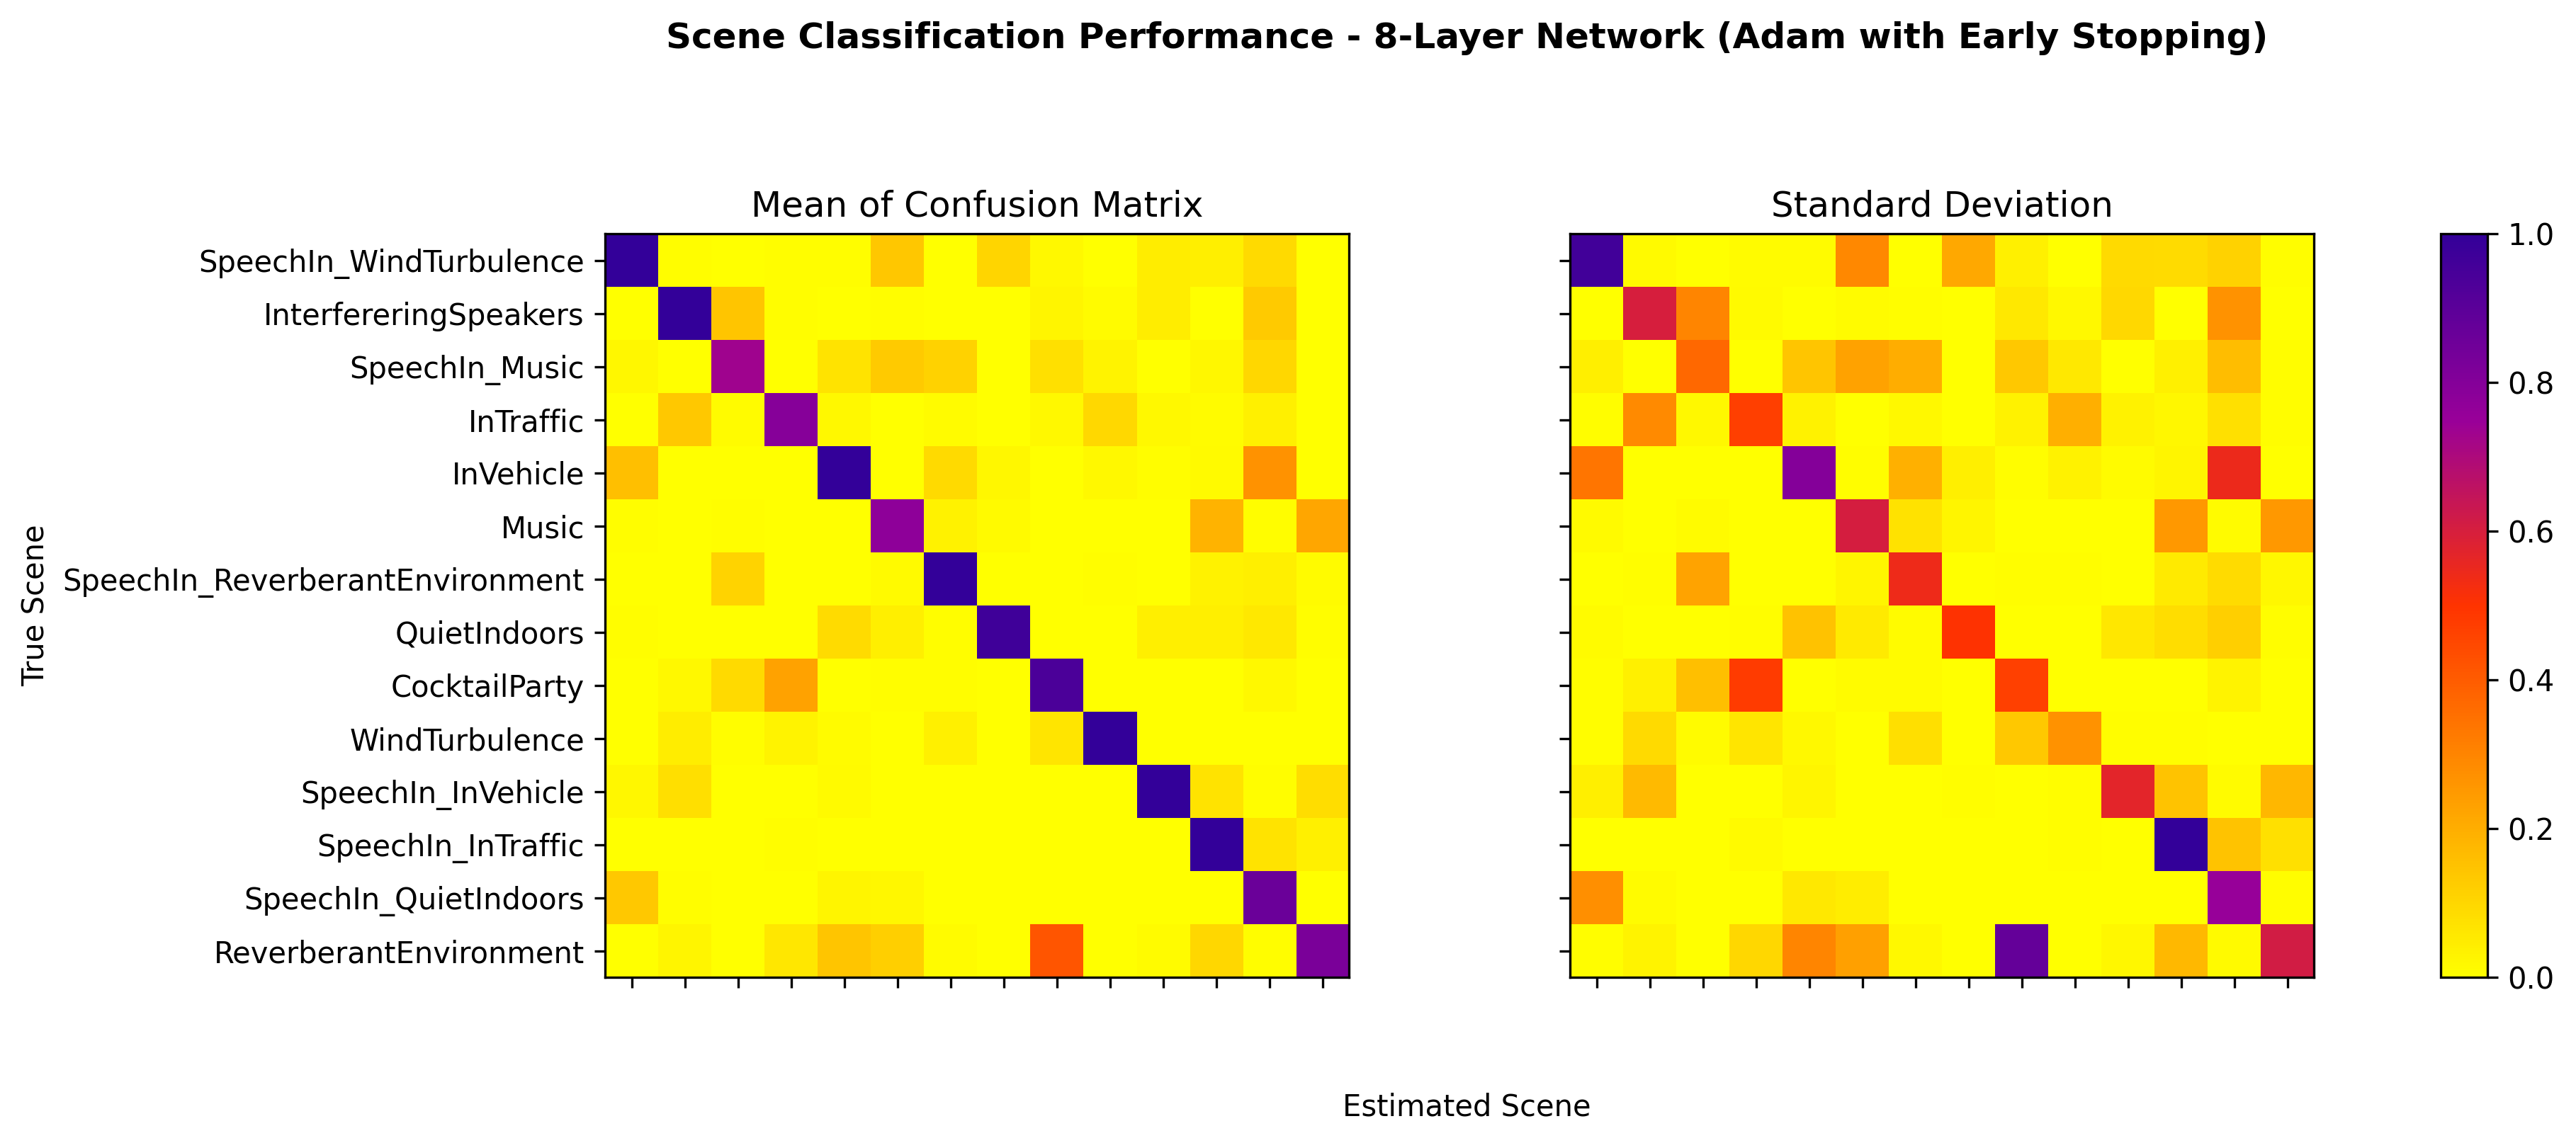 Scene Classification Performance - 8-Layer Network (Adam with Early Stopping)
Mean of Confusion Matrix
Standard Deviation
True Scene
SpeechIn_WindTurbulence
InterfereringSpeakers
SpeechIn_Music
InTraffic
InVehicle
Music
SpeechIn_ReverberantEnvironment
QuietIndoors
CocktailParty
WindTurbulence
SpeechIn_InVehicle
SpeechIn_InTraffic
SpeechIn_QuietIndoors
ReverberantEnvironment
1.0
0.8
0.6
0.4
0.2
0.0
Estimated Scene